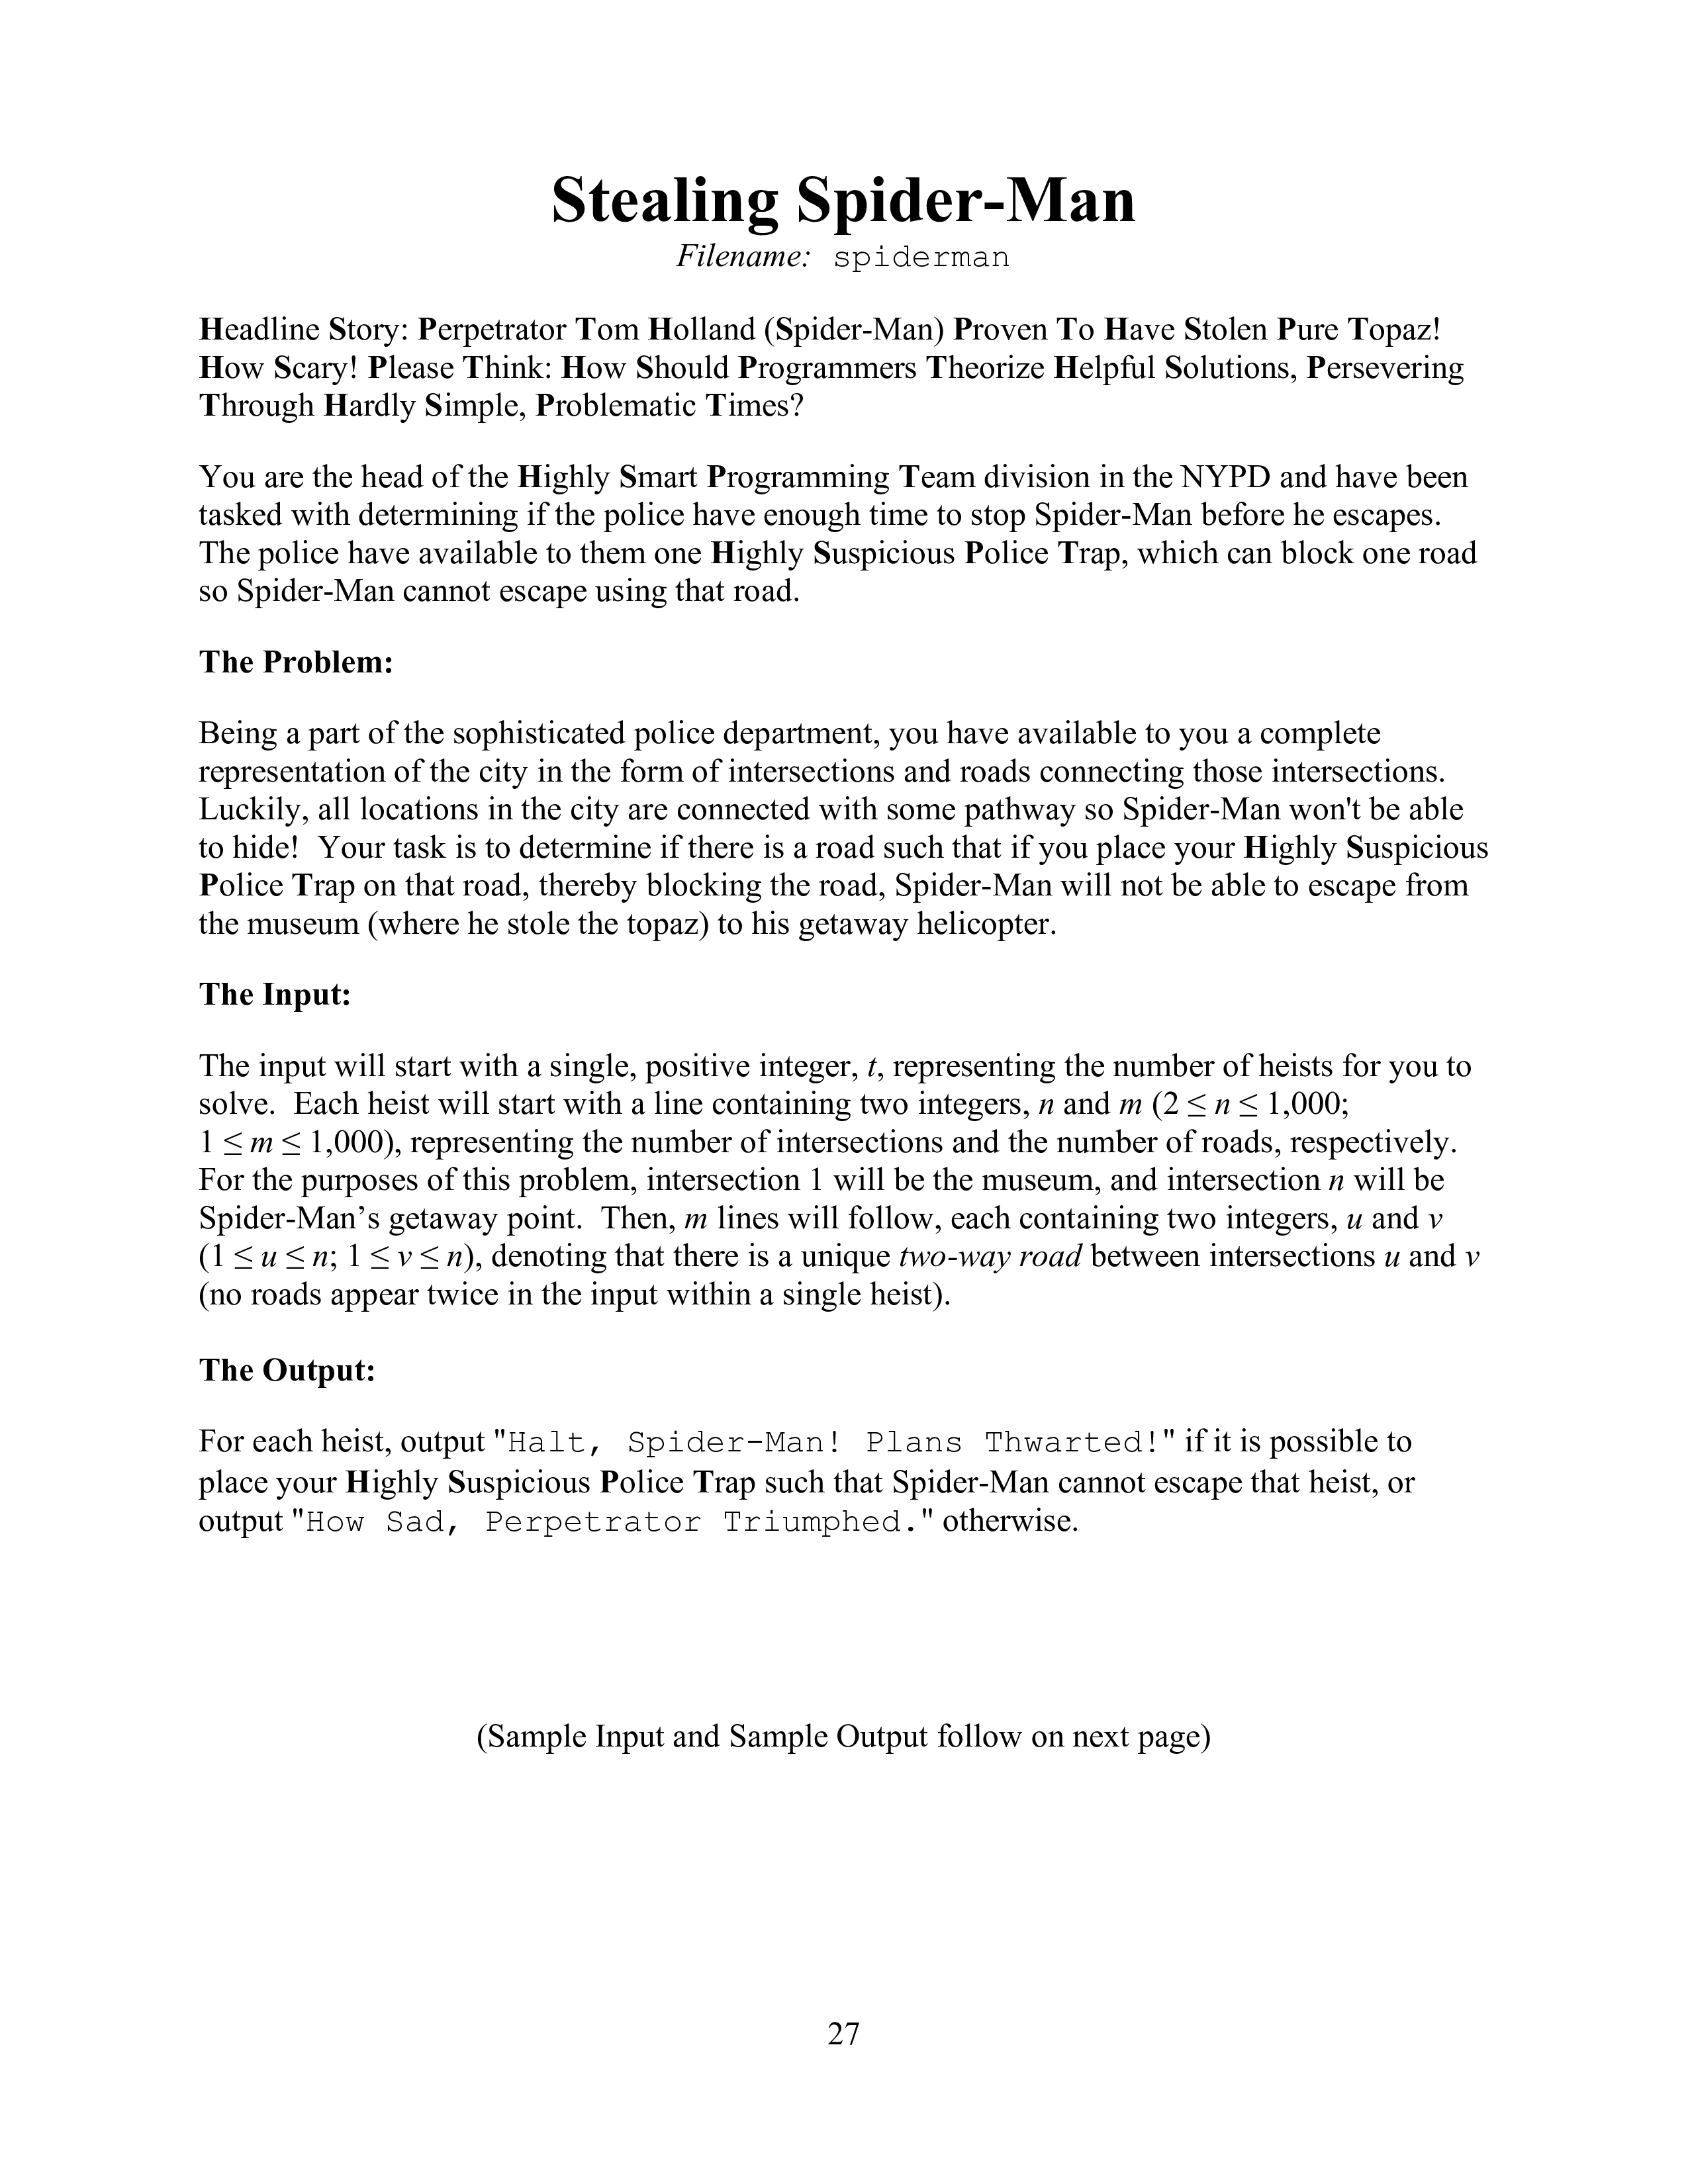 Stealing Spider-Man
Filename: spiderman
Headline Story: Perpetrator Tom Holland (Spider-Man) Proven To Have Stolen Pure Topaz!
How Scary! Please Think: How Should Programmers Theorize Helpful Solutions, Persevering
Through Hardly Simple, Problematic Times?
You are the head of the Highly Smart Programming Team division in the NYPD and have been
tasked with determining if the police have enough time to stop Spider-Man before he escapes.
The police have available to them one Highly Suspicious Police Trap, which can block one road
so Spider-Man cannot escape using that road.
The Problem:
Being a part of the sophisticated police department, you have available to you a complete
representation of the city in the form of intersections and roads connecting those intersections.
Luckily, all locations in the city are connected with some pathway so Spider-Man won't be able
to hide! Your task is to determine if there is a road such that if you place your Highly Suspicious
Police Trap on that road, thereby blocking the road, Spider-Man will not be able to escape from
the museum (where he stole the topaz) to his getaway helicopter.
The Input:
The input will start with a single, positive integer, t, representing the number of heists for you to
solve. Each heist will start with a line containing two integers, n and m (2 ≤ n ≤ 1,000;
1 ≤ m ≤ 1,000), representing the number of intersections and the number of roads, respectively.
For the purposes of this problem, intersection 1 will be the museum, and intersection n will be
Spider-Man’s getaway point. Then, m lines will follow, each containing two integers, u and v
(1 ≤ u ≤ n; 1 ≤ v ≤ n), denoting that there is a unique two-way road between intersections u and v
(no roads appear twice in the input within a single heist).
The Output:
For each heist, output "Halt, Spider-Man! Plans Thwarted!" if it is possible to
place your Highly Suspicious Police Trap such that Spider-Man cannot escape that heist, or
output "How Sad, Perpetrator Triumphed." otherwise.
(Sample Input and Sample Output follow on next page)
27